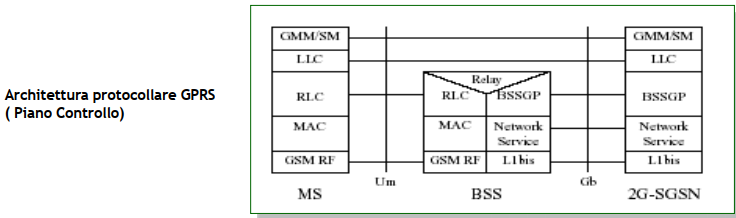 Architettura protocollare GPRS
( Piano Controllo)
GMM/SM
LLC
RLC
MAC
GSM RF
MS
Um
Relay
RLC
BSSGP
MAC
Network
Service
GSM RF
L1bis
BSS
Gb
GMM/SM
LLC
BSSGP
Network
Service
L1bis
2G-SGSN